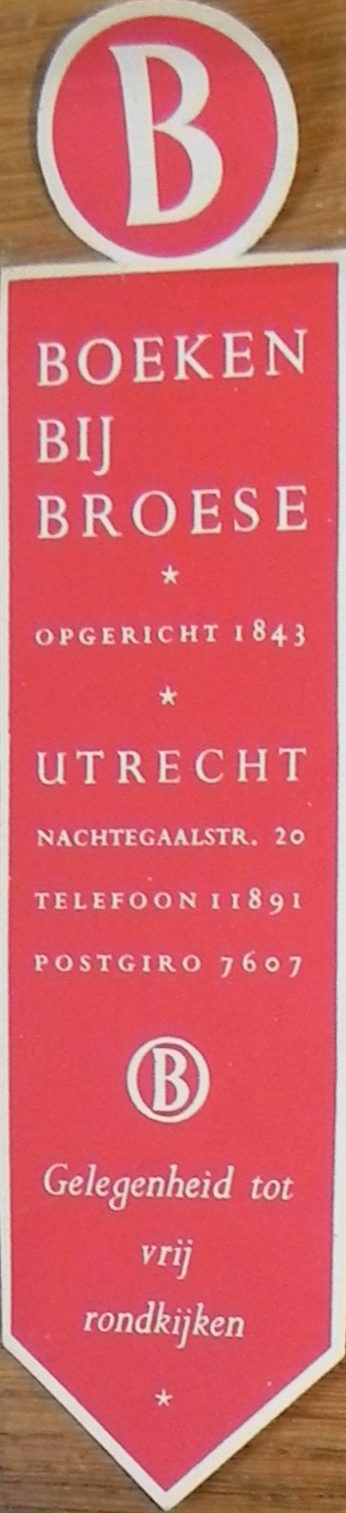 B
BOEKEN
BIJ
BROESE
*
OPGERICHT 1843
*
UTRECHT
NACHTEGAALSTR. 20
TELEFOON 11891
POSTGIRO 7607
B
Gelegenheid tot
vrij
rondkijken
*